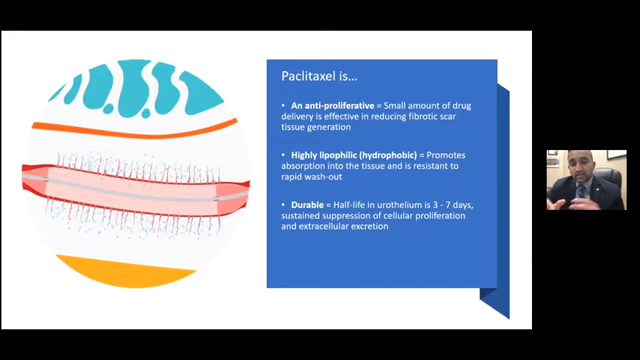 Paclitaxel is…
• An anti-proliferative = Small amount of drug
delivery is effective in reducing fibrotic scar
tissue generation
• Highly lipophilic (hydrophobic) = Promotes
absorption into the tissue and is resistant to
rapid wash-out
• Durable = Half-life in urothelium is 3 - 7 days,
sustained suppression of cellular proliferation
and extracellular excretion